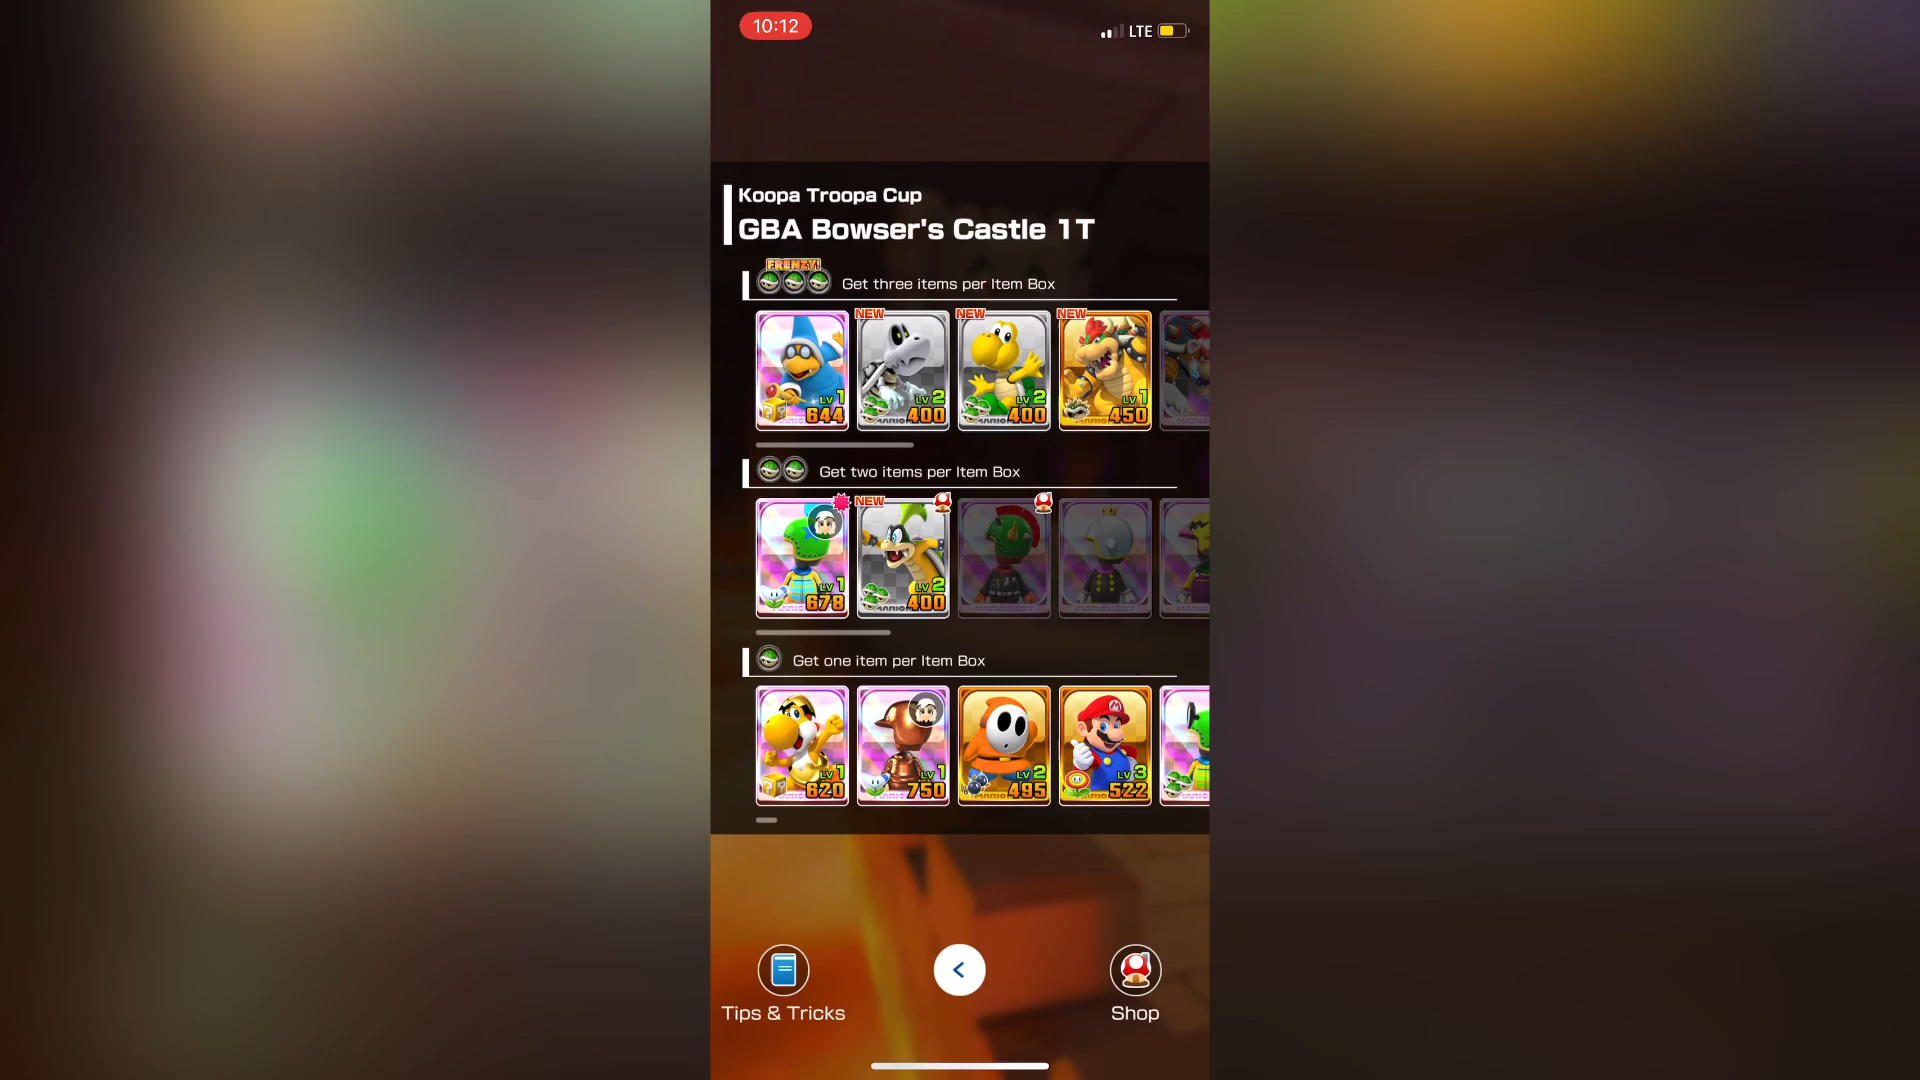 10:12
LTE
Koopa Troopa Cup
GBA Bowser's Castle 1T
FRENZY!
Get three items per Item Box
NEW NEW NEW
LV 1 644
LV 2 400
LV 2 400
LV 1 450
Get two items per Item Box
NEW
LV 1 678
LV 2 400
Get one item per Item Box
LV 1 620
LV 1 750
LV 2 495
LV 3 522
Tips & Tricks
<
Shop